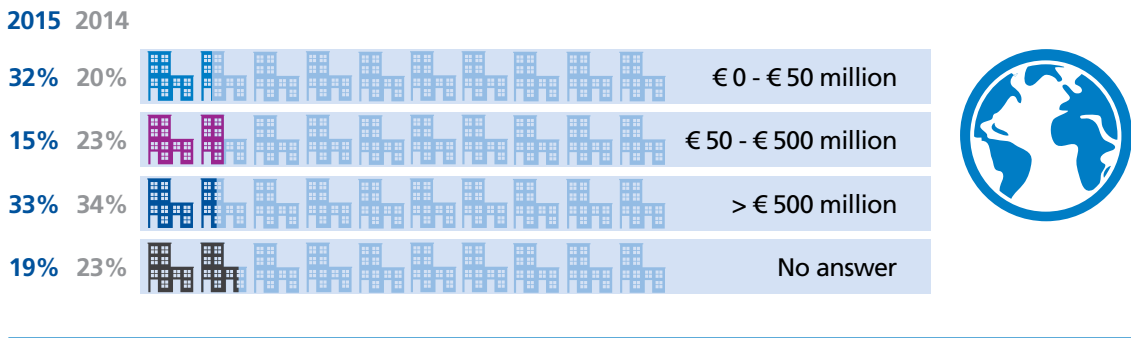 2015 2014
32% 20% € 0 - € 50 million
15% 23% € 50 - € 500 million
33% 34% > € 500 million
19% 23% No answer